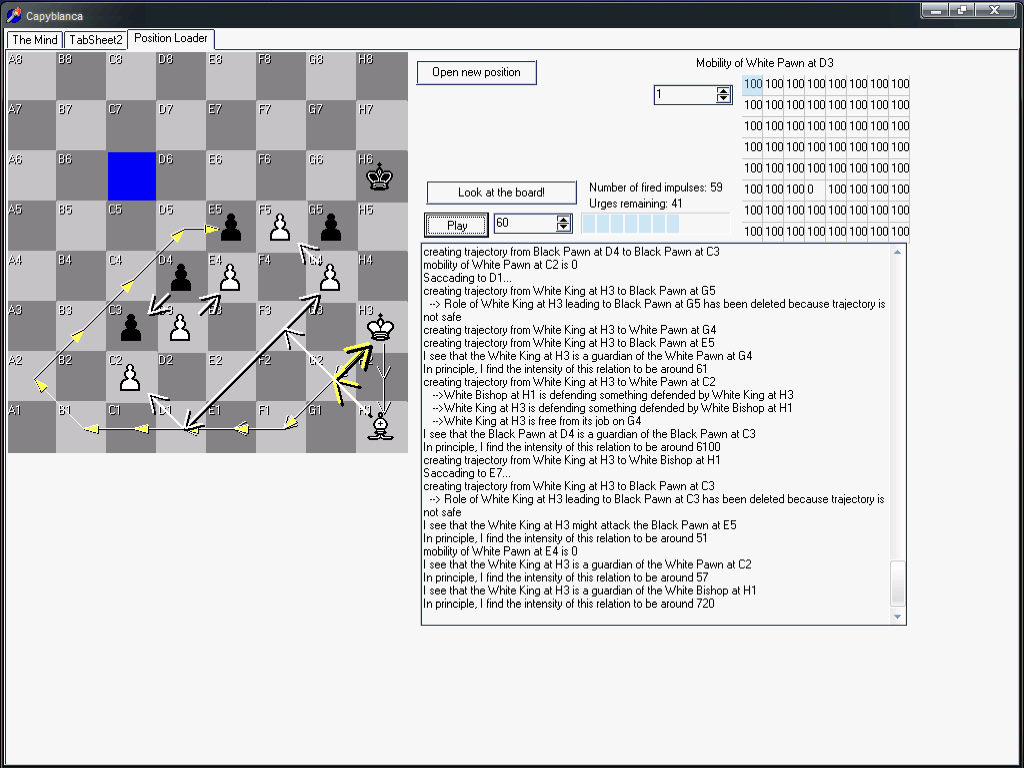 Capyblanca
The Mind TabSheet2 Position Loader
A8 B8 C8 D8 E8 F8 G8 H8
A7 B7 C7 D7 E7 F7 G7 H7
A6 B6 D6 E6 F6 G6 H6
A5 B5 C5 D5 E5 F5 G5 H5
A4 B4 C4 D4 E4 F4 G4 H4
A3 B3 C3 D3 E3 F3 G3 H3
A2 B2 C2 D2 E2 F2 G2
A1 B1 C1 D1 E1 F1 G1 H1
Open new position
Mobility of White Pawn at D3
1
100 100 100 100 100 100 100 100
100 100 100 100 100 100 100 100
100 100 100 100 100 100 100 100
100 100 100 100 100 100 100 100
100 100 100 100 100 100 100 100
100 100 100 0 100 100 100 100
100 100 100 100 100 100 100 100
100 100 100 100 100 100 100 100
Look at the board!
Number of fired impulses: 59
Urges remaining: 41
Play
60
creating trajectory from Black Pawn at D4 to Black Pawn at C3
mobility of White Pawn at C2 is 0
Saccading to D1...
creating trajectory from White King at H3 to Black Pawn at G5
--> Role of White King at H3 leading to Black Pawn at G5 has been deleted because trajectory is
not safe
creating trajectory from White King at H3 to White Pawn at G4
creating trajectory from White King at H3 to Black Pawn at E5
I see that the White King at H3 is a guardian of the White Pawn at G4
In principle, I find the intensity of this relation to be around 61
creating trajectory from White King at H3 to White Pawn at C2
-->White Bishop at H1 is defending something defended by White King at H3
-->White King at H3 is defending something defended by White Bishop at H1
-->White King at H3 is free from its job on G4
I see that the Black Pawn at D4 is a guardian of the Black Pawn at C3
In principle, I find the intensity of this relation to be around 6100
creating trajectory from White King at H3 to White Bishop at H1
Saccading to E7...
creating trajectory from White King at H3 to Black Pawn at C3
--> Role of White King at H3 leading to Black Pawn at C3 has been deleted because trajectory is
not safe
I see that the White King at H3 might attack the Black Pawn at E5
In principle, I find the intensity of this relation to be around 51
mobility of White Pawn at E4 is 0
I see that the White King at H3 is a guardian of the White Pawn at C2
In principle, I find the intensity of this relation to be around 57
I see that the White King at H3 is a guardian of the White Bishop at H1
In principle, I find the intensity of this relation to be around 720